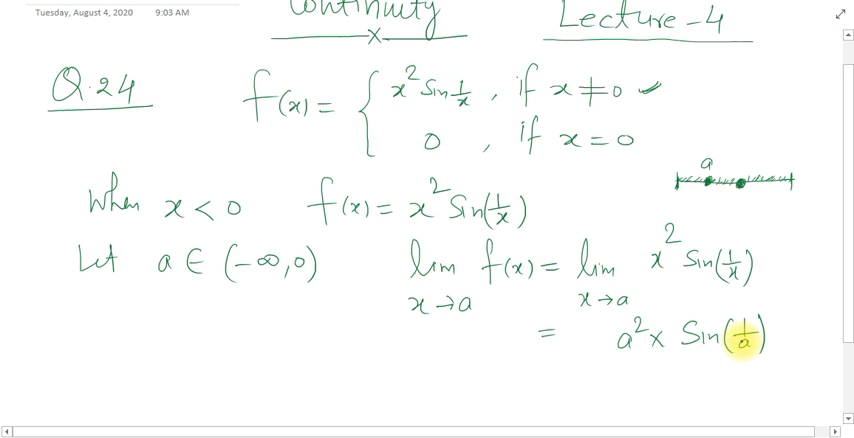 Continuity Lecture-4
Tuesday, August 4, 2020 9:03 AM
Q.24 f(x) = { x² Sin 1/x , if x ≠ 0 ✓
0 , if x = 0
a
When x < 0 f(x) = x² Sin(1/x)
Let a ∈ (-∞, 0) lim x→a f(x) = lim x→a x² Sin(1/x)
= a² × Sin(1/a)